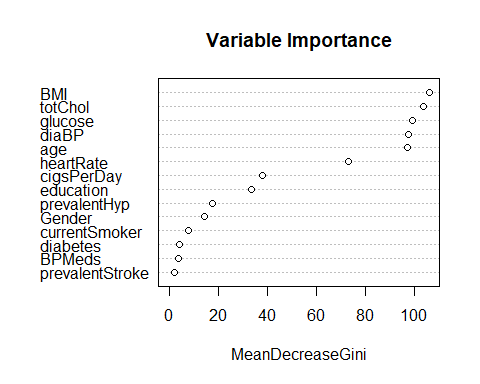 Variable Importance
BMI
totChol
glucose
diaBP
age
heartRate
cigsPerDay
education
prevalentHyp
Gender
currentSmoker
diabetes
BPMeds
prevalentStroke
0 20 40 60 80 100
MeanDecreaseGini